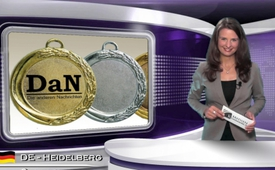 DaN
Die anderen Nachrichten
DE - Heidelberg